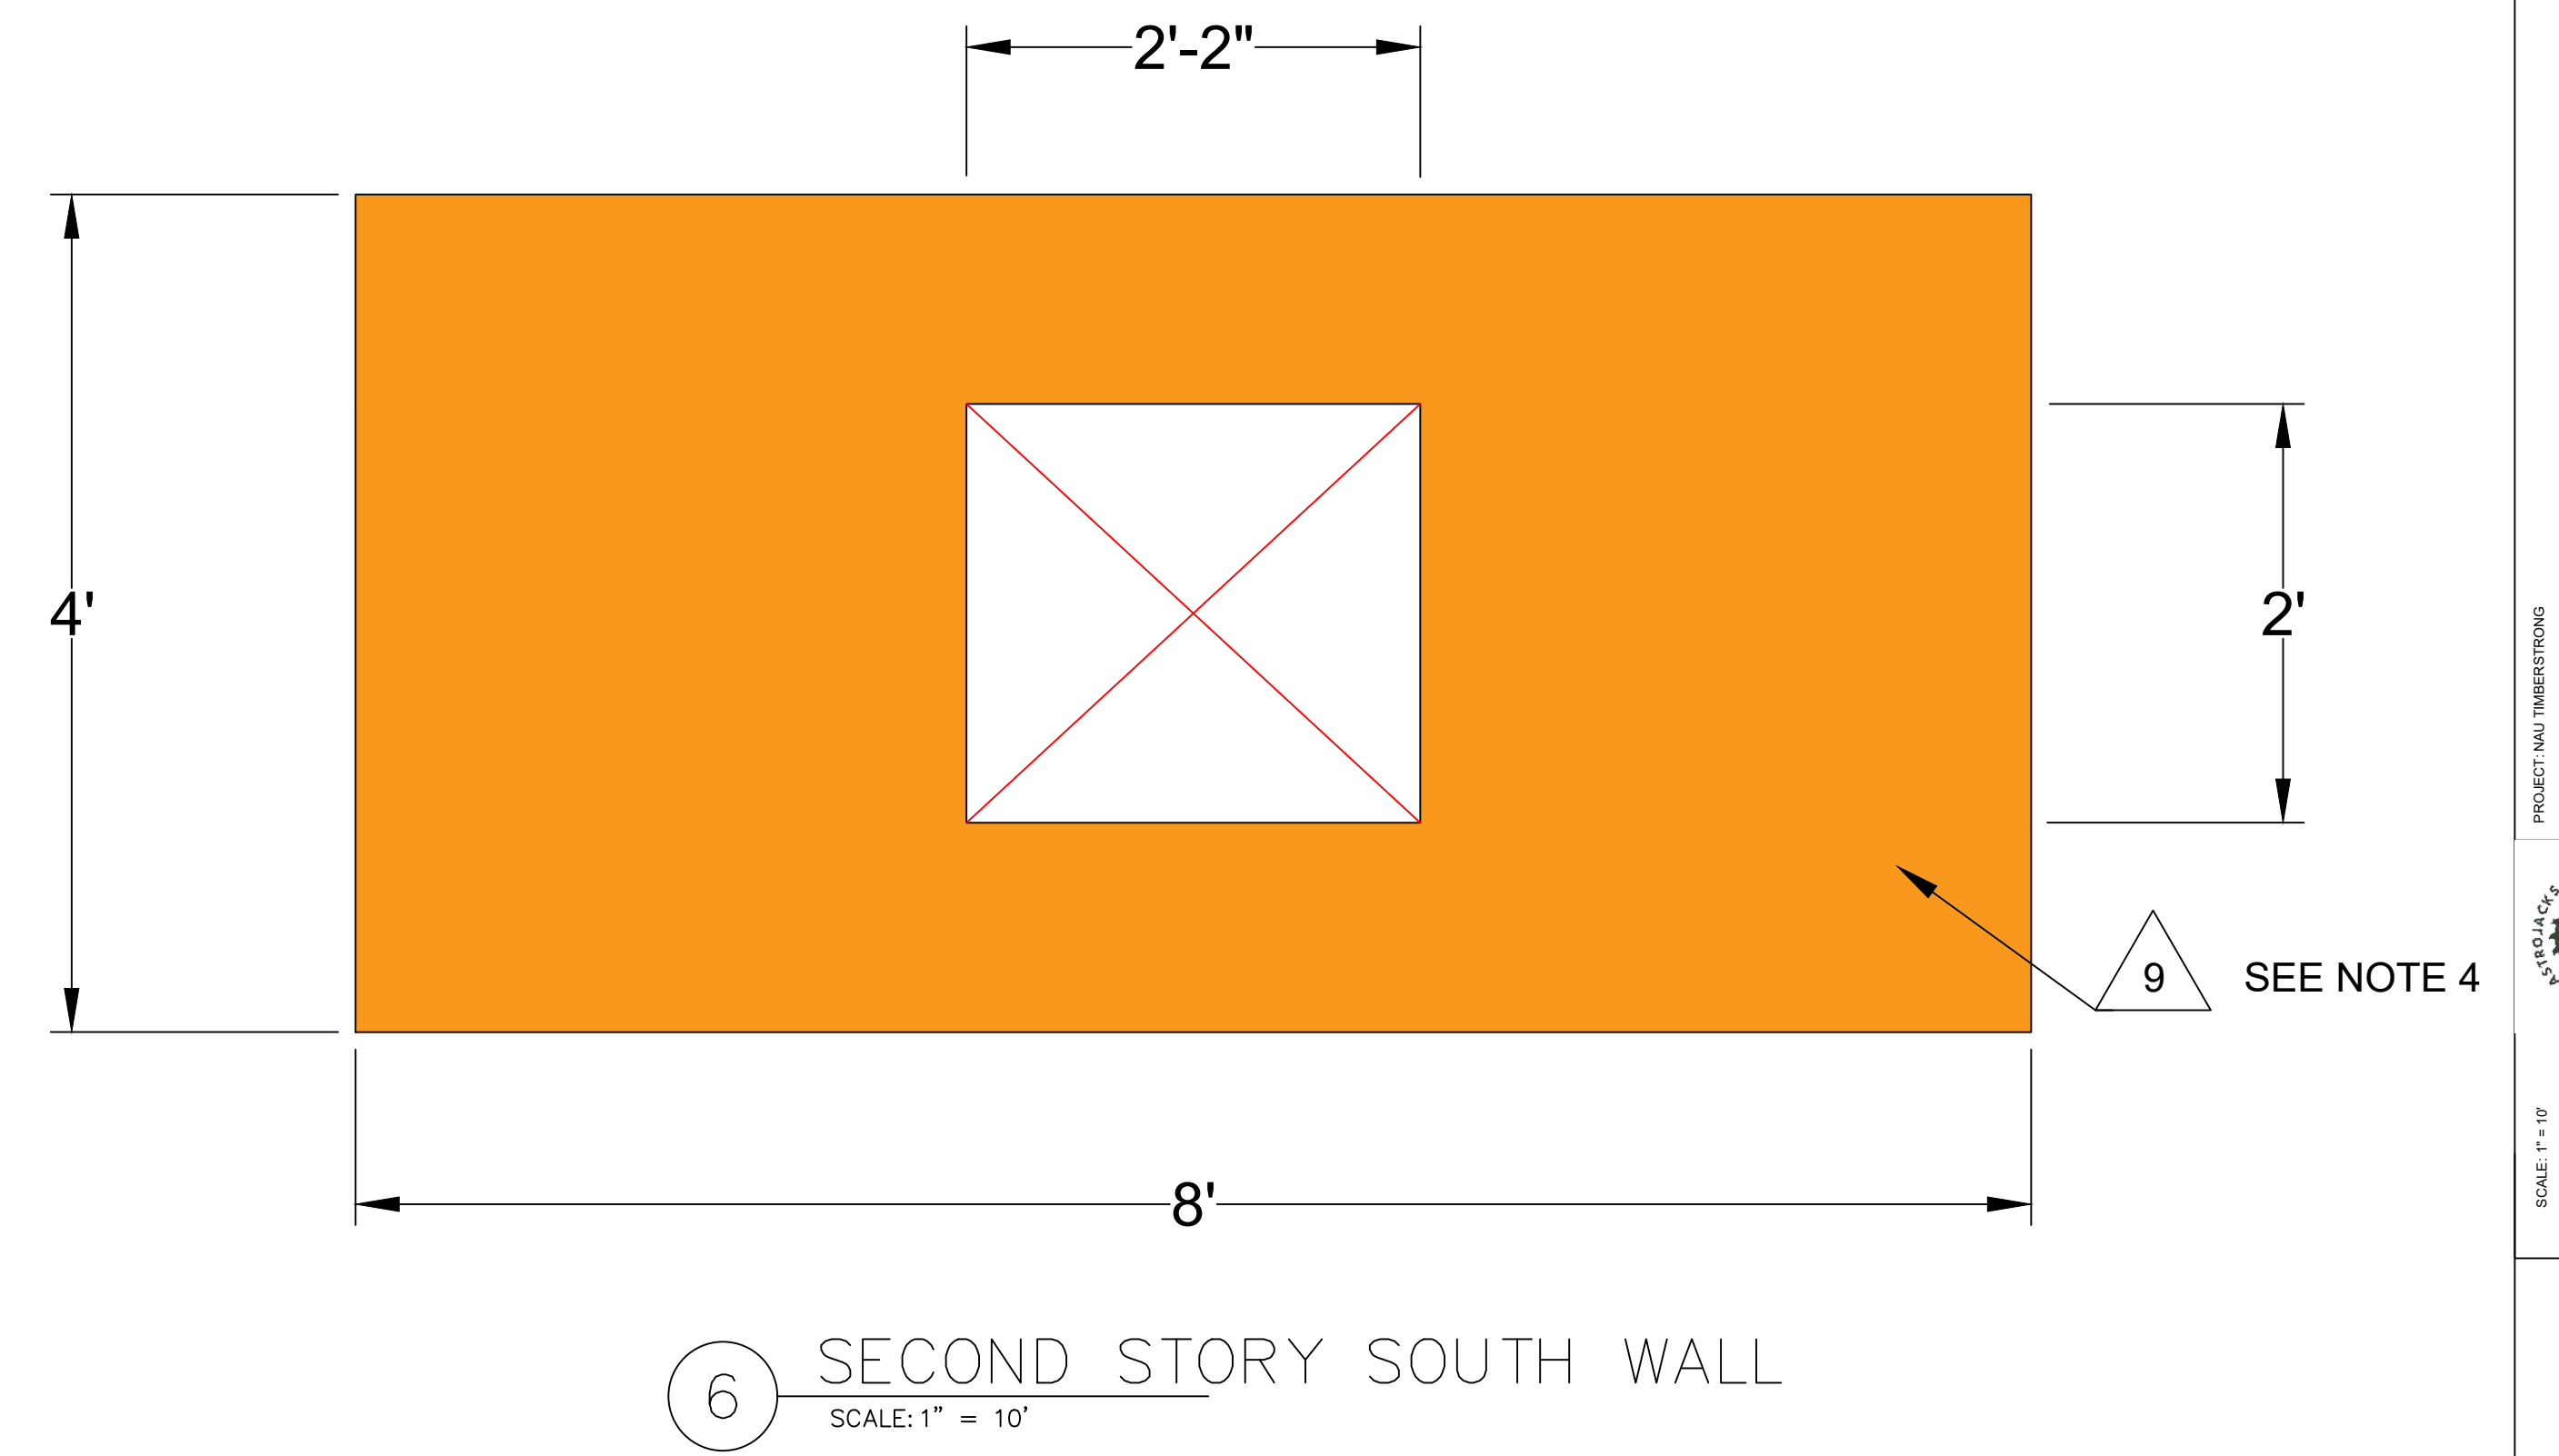 2'-2"
4'
2'
9
SEE NOTE 4
8'
6
SECOND STORY SOUTH WALL
SCALE: 1" = 10'
PROJECT: NAU TIMBERSTRONG
ASTROJACKS
SCALE: 1" = 10'